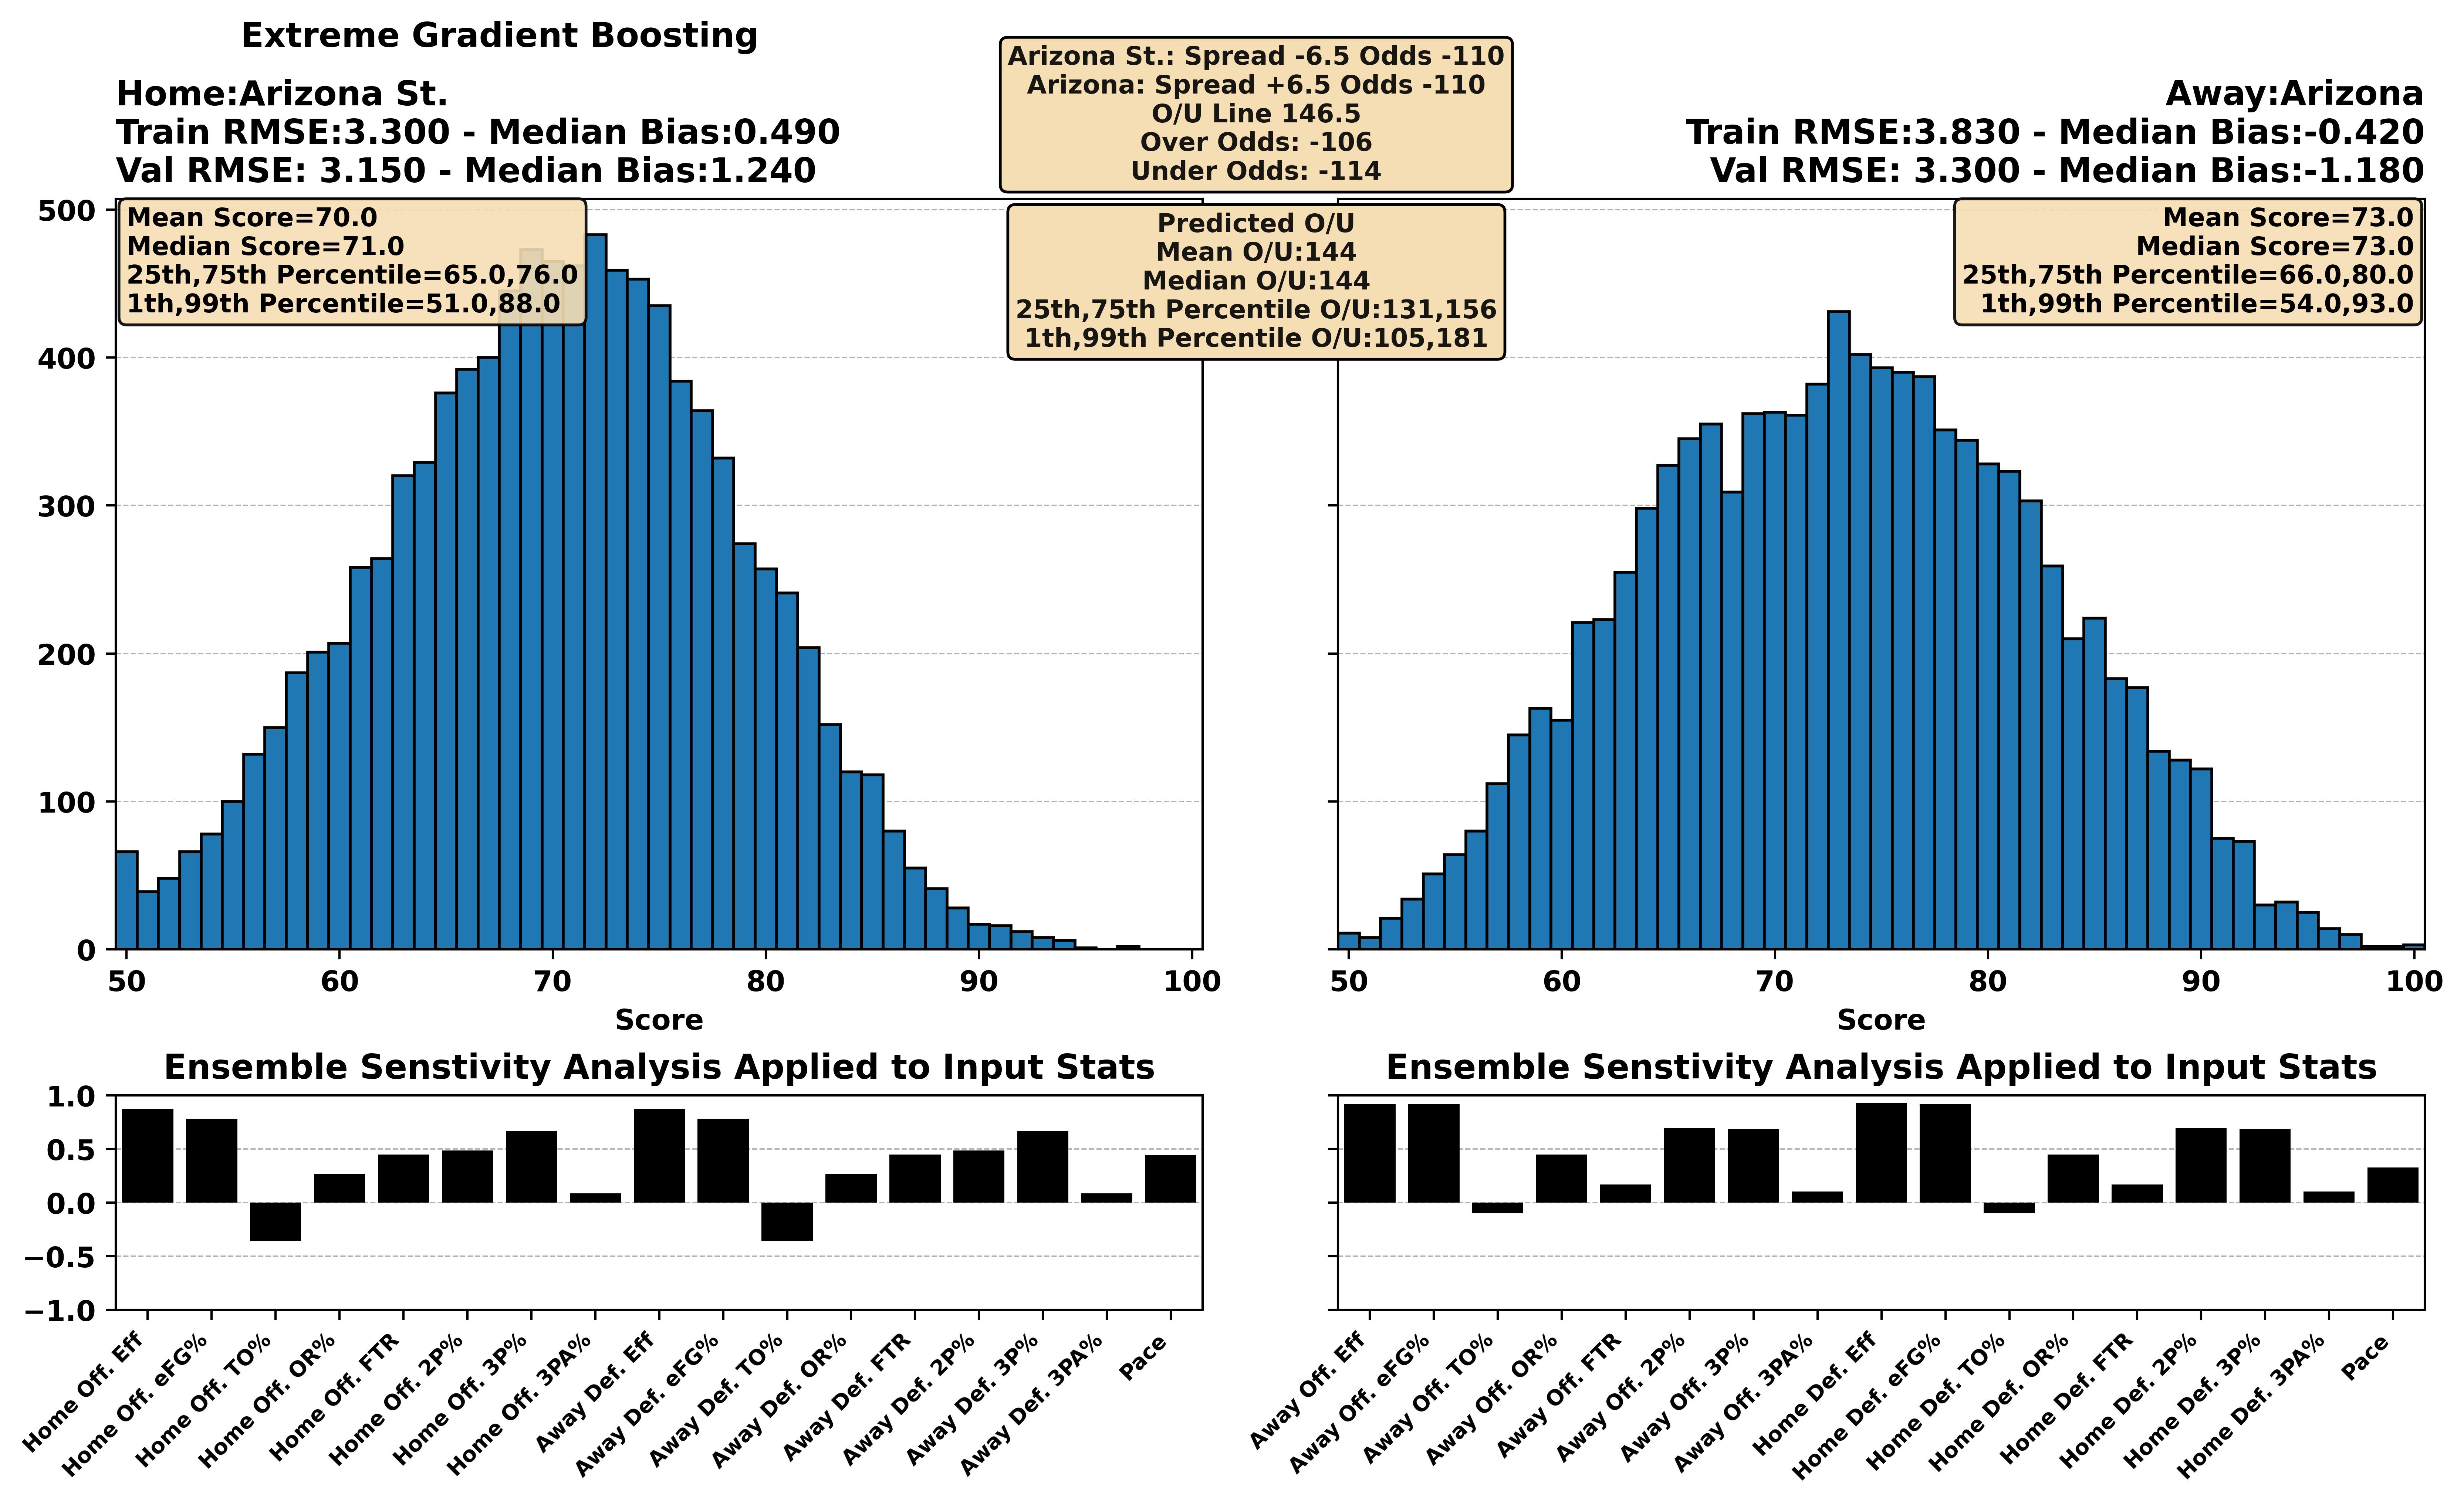 Extreme Gradient Boosting
Home:Arizona St.
Train RMSE:3.300 - Median Bias:0.490
Val RMSE: 3.150 - Median Bias:1.240
Arizona St.: Spread -6.5 Odds -110
Arizona: Spread +6.5 Odds -110
O/U Line 146.5
Over Odds: -106
Under Odds: -114
Away:Arizona
Train RMSE:3.830 - Median Bias:-0.420
Val RMSE: 3.300 - Median Bias:-1.180
Mean Score=70.0
Median Score=71.0
25th,75th Percentile=65.0,76.0
1th,99th Percentile=51.0,88.0
Predicted O/U
Mean O/U:144
Median O/U:144
25th,75th Percentile O/U:131,156
1th,99th Percentile O/U:105,181
Mean Score=73.0
Median Score=73.0
25th,75th Percentile=66.0,80.0
1th,99th Percentile=54.0,93.0
500
400
300
200
100
0
50 60 70 80 90 100
Score
50 60 70 80 90 100
Score
Ensemble Senstivity Analysis Applied to Input Stats
1.0
0.5
0.0
−0.5
−1.0
Home Off. Eff
Home Off. eFG%
Home Off. TO%
Home Off. OR%
Home Off. FTR
Home Off. 2P%
Home Off. 3P%
Home Off. 3PA%
Away Def. Eff
Away Def. eFG%
Away Def. TO%
Away Def. OR%
Away Def. FTR
Away Def. 2P%
Away Def. 3P%
Away Def. 3PA%
Pace
Ensemble Senstivity Analysis Applied to Input Stats
Away Off. Eff
Away Off. eFG%
Away Off. TO%
Away Off. OR%
Away Off. FTR
Away Off. 2P%
Away Off. 3P%
Away Off. 3PA%
Home Def. Eff
Home Def. eFG%
Home Def. TO%
Home Def. OR%
Home Def. FTR
Home Def. 2P%
Home Def. 3P%
Home Def. 3PA%
Pace